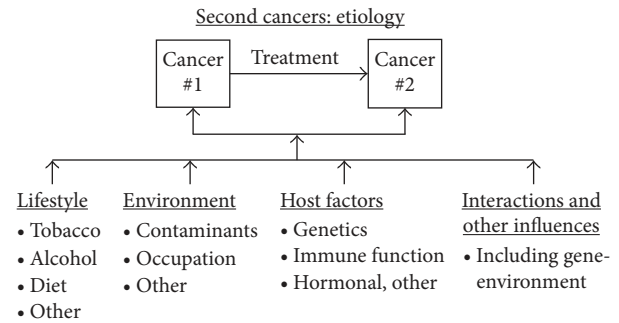 Second cancers: etiology
Cancer
#1
Treatment
Cancer
#2
Lifestyle
• Tobacco
• Alcohol
• Diet
• Other
Environment
• Contaminants
• Occupation
• Other
Host factors
• Genetics
• Immune function
• Hormonal, other
Interactions and
other influences
• Including gene-
environment